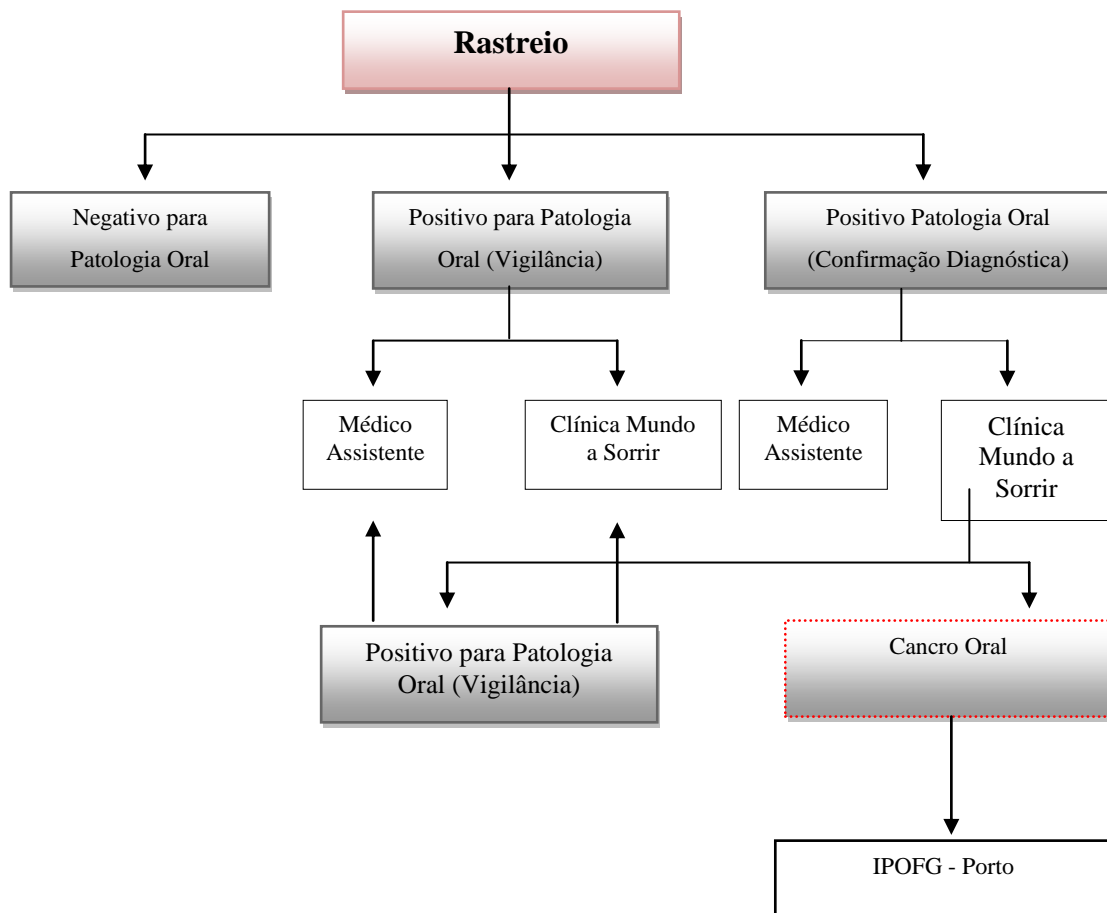 Rastreio
Negativo para
Patologia Oral
Positivo para Patologia
Oral (Vigilância)
Positivo Patologia Oral
(Confirmação Diagnóstica)
Médico
Assistente
Clínica Mundo
a Sorrir
Médico
Assistente
Clínica
Mundo a
Sorrir
Positivo para Patologia
Oral (Vigilância)
Cancro Oral
IPOFG - Porto